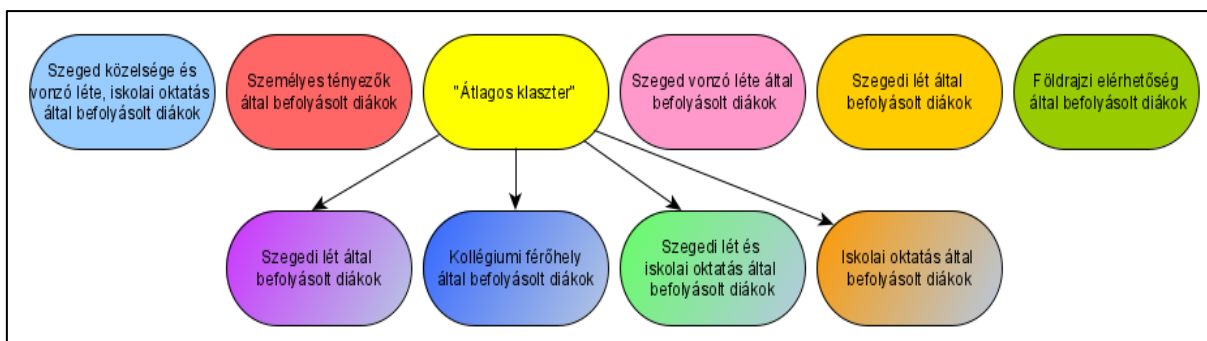 Szeged közelsége és
vonzó léte, iskolai oktatás
által befolyásolt diákok
Személyes tényezők
által befolyásolt diákok
"Átlagos klaszter"
Szeged vonzó léte által
befolyásolt diákok
Szegedi lét által
befolyásolt diákok
Földrajzi elérhetőség
által befolyásolt diákok
Szegedi lét által
befolyásolt diákok
Kollégiumi férőhely
által befolyásolt diákok
Szegedi lét és
iskolai oktatás által
befolyásolt diákok
Iskolai oktatás által
befolyásolt diákok